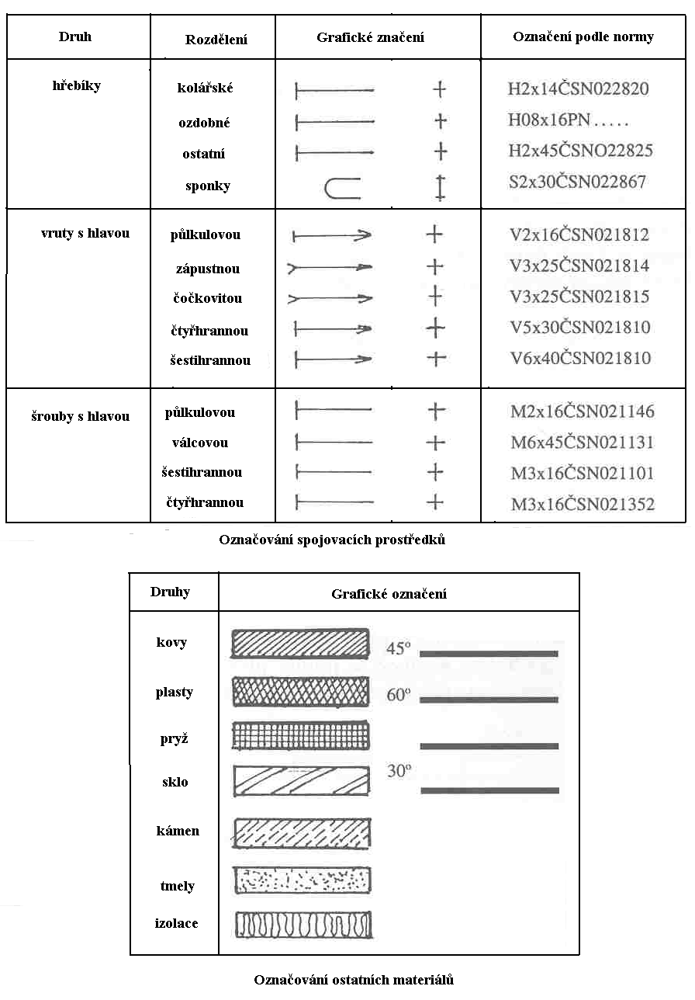 Druh Rozdělení Grafické značení Označení podle normy
hřebíky kolářské H2x14ČSN022820
ozdobné H08x16PN.....
ostatní H2x45ČSNO22825
sponky S2x30ČSN022867
vruty s hlavou půlkulovou V2x16ČSN021812
zápustnou V3x25ČSN021814
čočkovitou V3x25ČSN021815
čtyřhrannou V5x30ČSN021810
šestihrannou V6x40ČSN021810
šrouby s hlavou půlkulovou M2x16ČSN021146
válcovou M6x45ČSN021131
šestihrannou M3x16ČSN021101
čtyřhrannou M3x16ČSN021352
Označování spojovacích prostředků
Druhy Grafické označení
kovy 45°
plasty 60°
pryž
sklo 30°
kámen
tmely
izolace
Označování ostatních materiálů